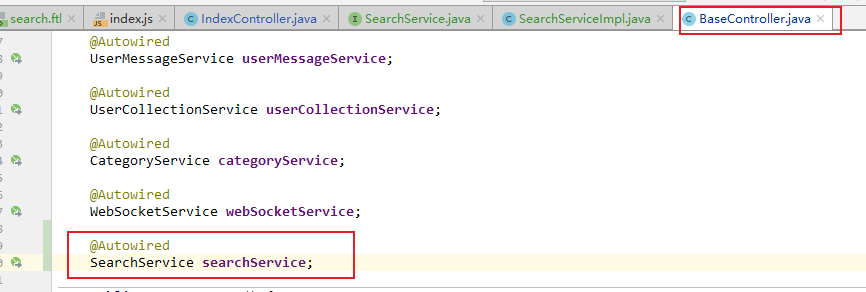 search.ftl index.js IndexController.java SearchService.java SearchServiceImpl.java BaseController.java
@Autowired
UserMessageService userMessageService;
@Autowired
UserCollectionService userCollectionService;
@Autowired
CategoryService categoryService;
@Autowired
WebSocketService webSocketService;
@Autowired
SearchService searchService;